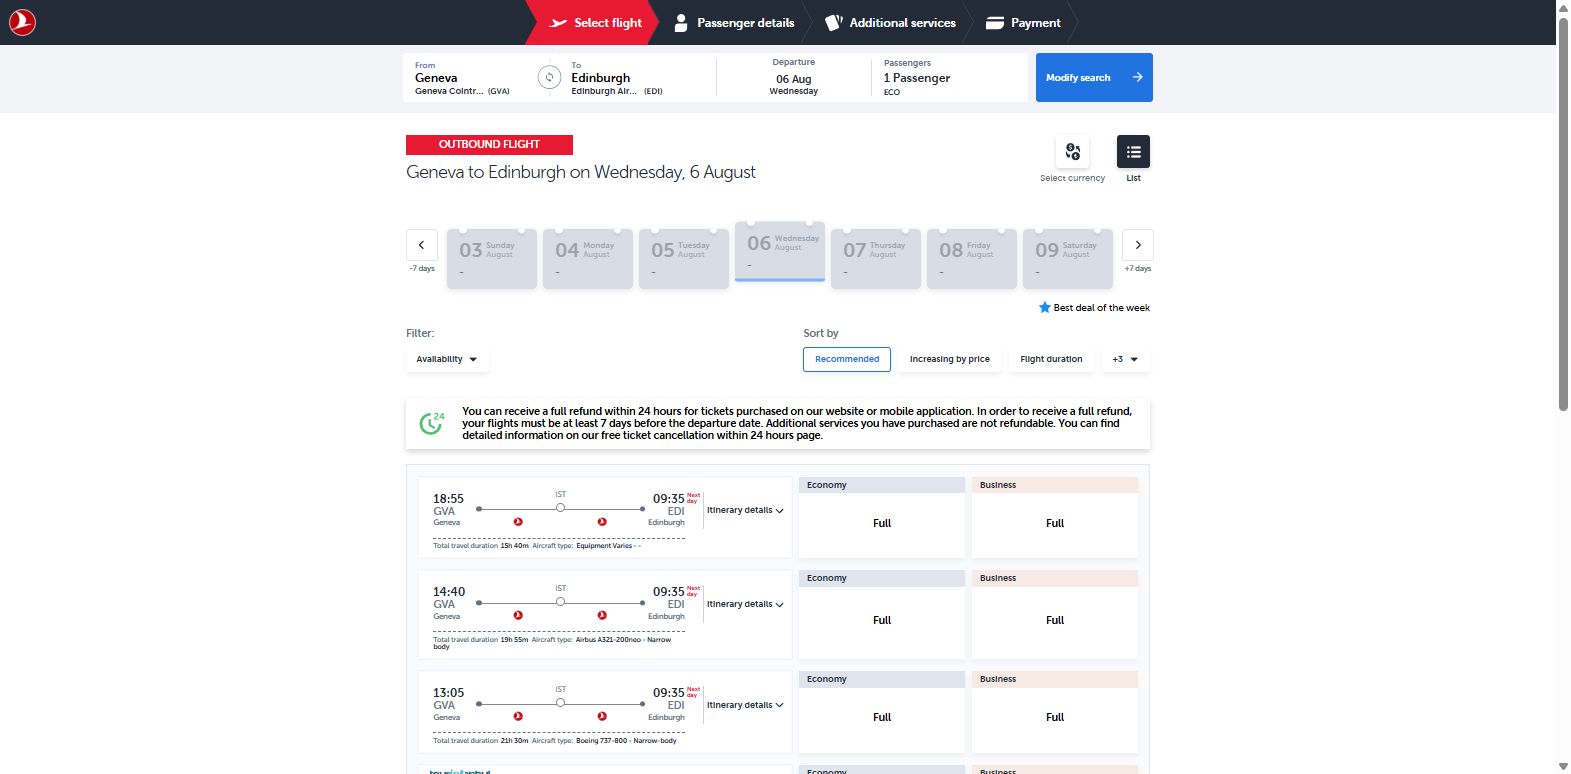 Select flight
Passenger details
Additional services
Payment
From
Geneva
Geneva Cointr... (GVA)
To
Edinburgh
Edinburgh Air... (EDI)
Departure
06 Aug
Wednesday
Passengers
1 Passenger
ECO
Modify search
OUTBOUND FLIGHT
Geneva to Edinburgh on Wednesday, 6 August
Select currency
List
-7 days
03 Sunday August
-
04 Monday August
-
05 Tuesday August
-
06 Wednesday August
-
07 Thursday August
-
08 Friday August
-
09 Saturday August
-
+7 days
Best deal of the week
Filter:
Availability
Sort by
Recommended
Increasing by price
Flight duration
+3
24
You can receive a full refund within 24 hours for tickets purchased on our website or mobile application. In order to receive a full refund,
your flights must be at least 7 days before the departure date. Additional services you have purchased are not refundable. You can find
detailed information on our free ticket cancellation within 24 hours page.
18:55
GVA
Geneva
IST
09:35 Next day
EDI
Edinburgh
Itinerary details
Total travel duration 15h 40m Aircraft type: Equipment Varies - -
Economy
Full
Business
Full
14:40
GVA
Geneva
IST
09:35 Next day
EDI
Edinburgh
Itinerary details
Total travel duration 19h 55m Aircraft type: Airbus A321-200neo - Narrow
body
Economy
Full
Business
Full
13:05
GVA
Geneva
IST
09:35 Next day
EDI
Edinburgh
Itinerary details
Total travel duration 21h 30m Aircraft type: Boeing 737-800 - Narrow-body
Economy
Full
Business
Full
Economy
Business